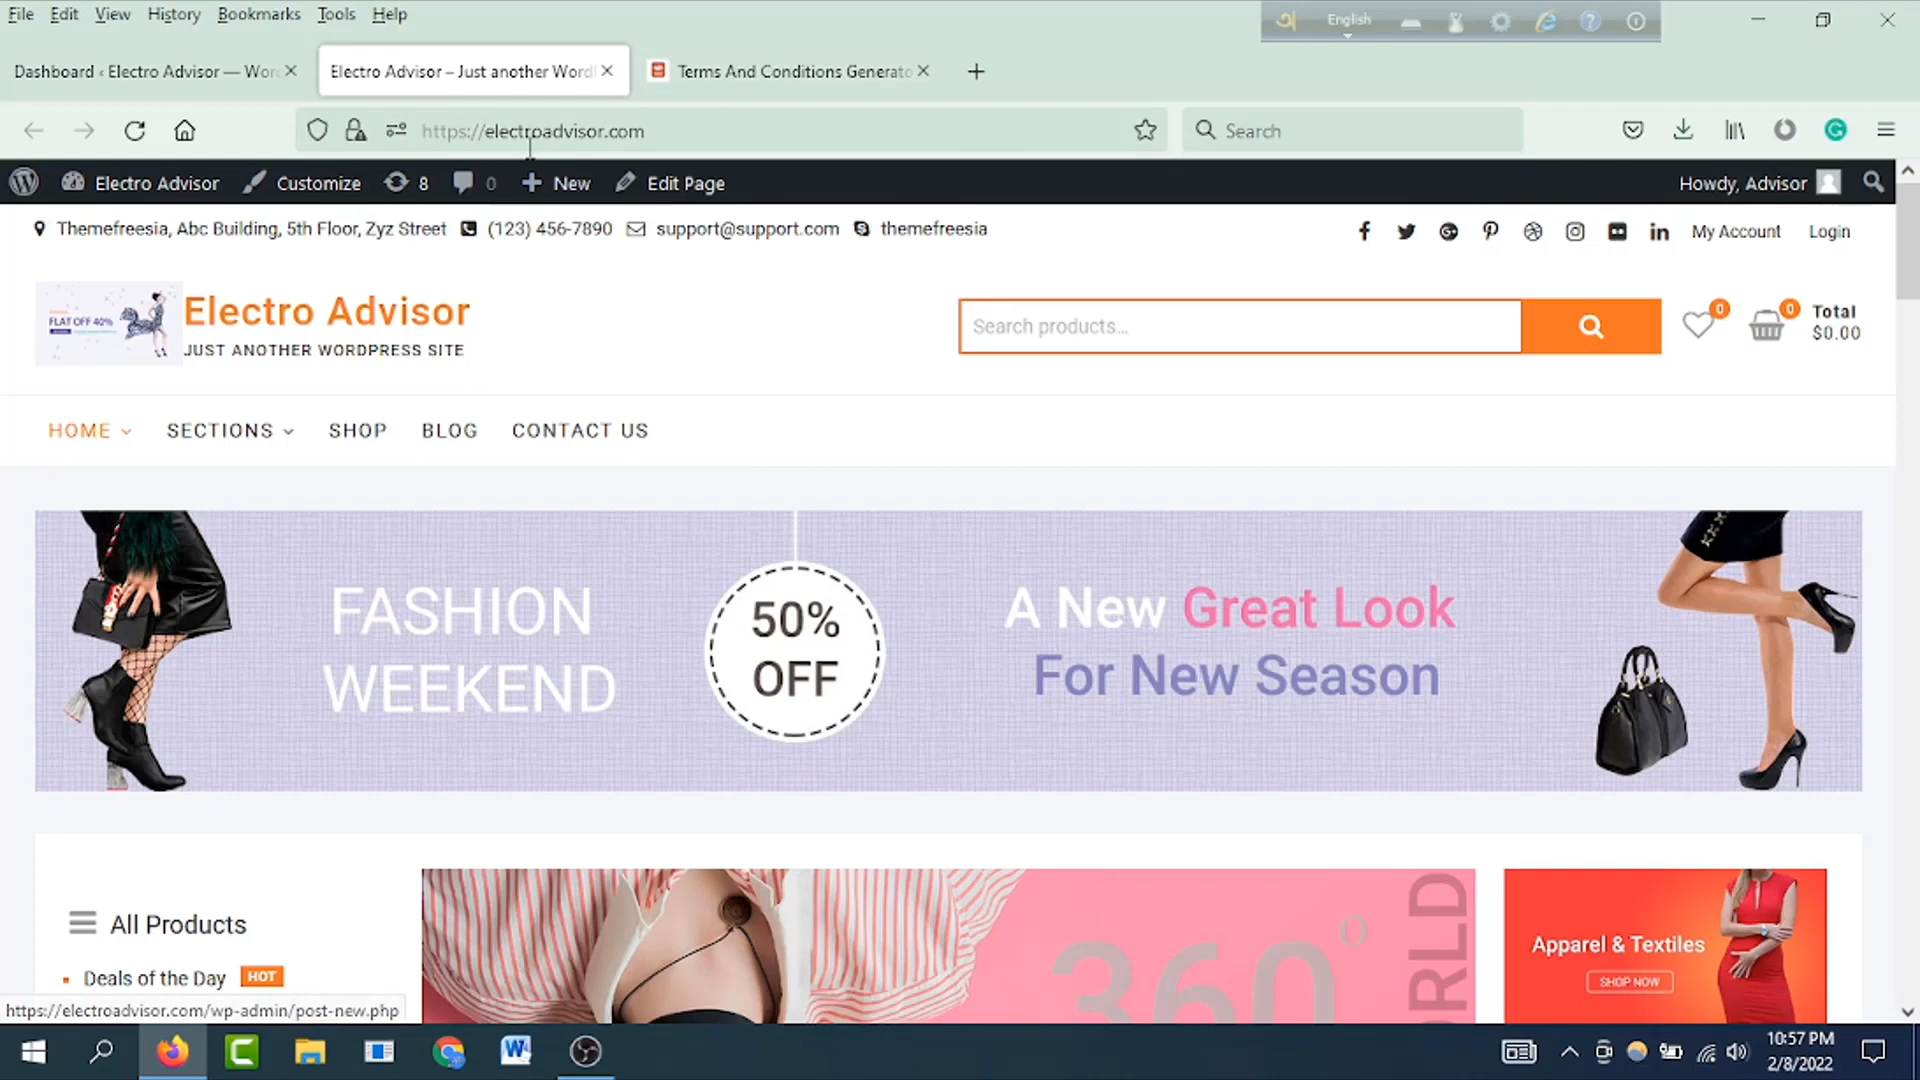 File Edit View History Bookmarks Tools Help
English
Dashboard ‹ Electro Advisor — Wor
Electro Advisor – Just another Word
Terms And Conditions Generato
https://electroadvisor.com
Search
Electro Advisor Customize 8 0 New Edit Page
Howdy, Advisor
Themefreesia, Abc Building, 5th Floor, Zyz Street (123) 456-7890 support@support.com themefreesia
My Account Login
FLAT OFF 40%
Electro Advisor
JUST ANOTHER WORDPRESS SITE
Search products…
0
0
Total
$0.00
HOME SECTIONS SHOP BLOG CONTACT US
FASHION
WEEKEND
50%
OFF
A New Great Look
For New Season
All Products
Deals of the Day HOT
360°
ORLD
Apparel & Textiles
SHOP NOW
https://electroadvisor.com/wp-admin/post-new.php
10:57 PM
2/8/2022